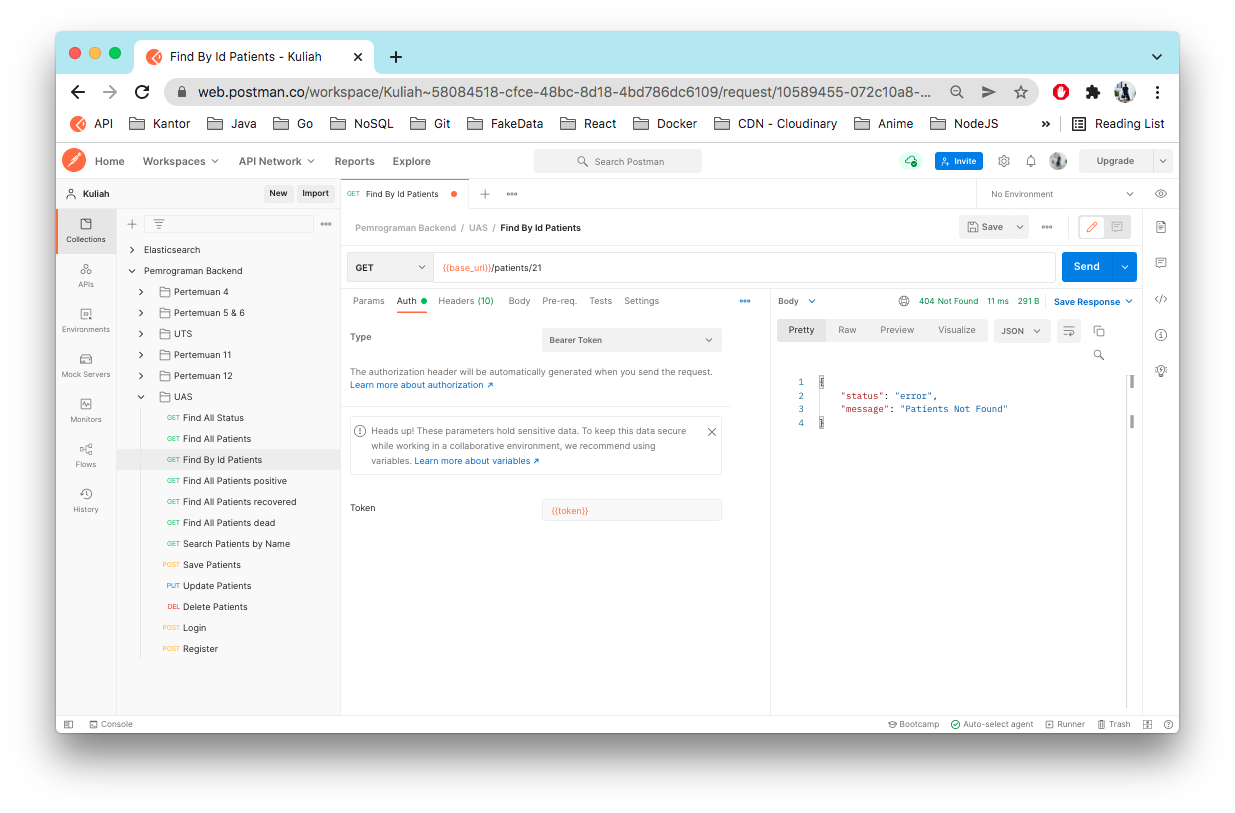 Find By Id Patients - Kuliah
web.postman.co/workspace/Kuliah~58084518-cfce-48bc-8d18-4bd786dc6109/request/10589455-072c10a8-...
API Kantor Java Go NoSQL Git FakeData React Docker CDN - Cloudinary Anime NodeJS » Reading List
Home Workspaces API Network Reports Explore Search Postman Invite Upgrade
Kuliah New Import GET Find By Id Patients No Environment
Collections
APIs
Environments
Mock Servers
Monitors
Flows
History
Elasticsearch
Pemrograman Backend
Pertemuan 4
Pertemuan 5 & 6
UTS
Pertemuan 11
Pertemuan 12
UAS
GET Find All Status
GET Find All Patients
GET Find By Id Patients
GET Find All Patients positive
GET Find All Patients recovered
GET Find All Patients dead
GET Search Patients by Name
POST Save Patients
PUT Update Patients
DEL Delete Patients
POST Login
POST Register
Pemrograman Backend / UAS / Find By Id Patients Save
GET {{base_url}}/patients/21 Send
Params Auth Headers (10) Body Pre-req. Tests Settings
Type Bearer Token
The authorization header will be automatically generated when you send the request.
Learn more about authorization ↗
Heads up! These parameters hold sensitive data. To keep this data secure
while working in a collaborative environment, we recommend using
variables. Learn more about variables ↗
Token {{token}}
Body 404 Not Found 11 ms 291 B Save Response
Pretty Raw Preview Visualize JSON
1 {
2 "status": "error",
3 "message": "Patients Not Found"
4 }
Console Bootcamp Auto-select agent Runner Trash